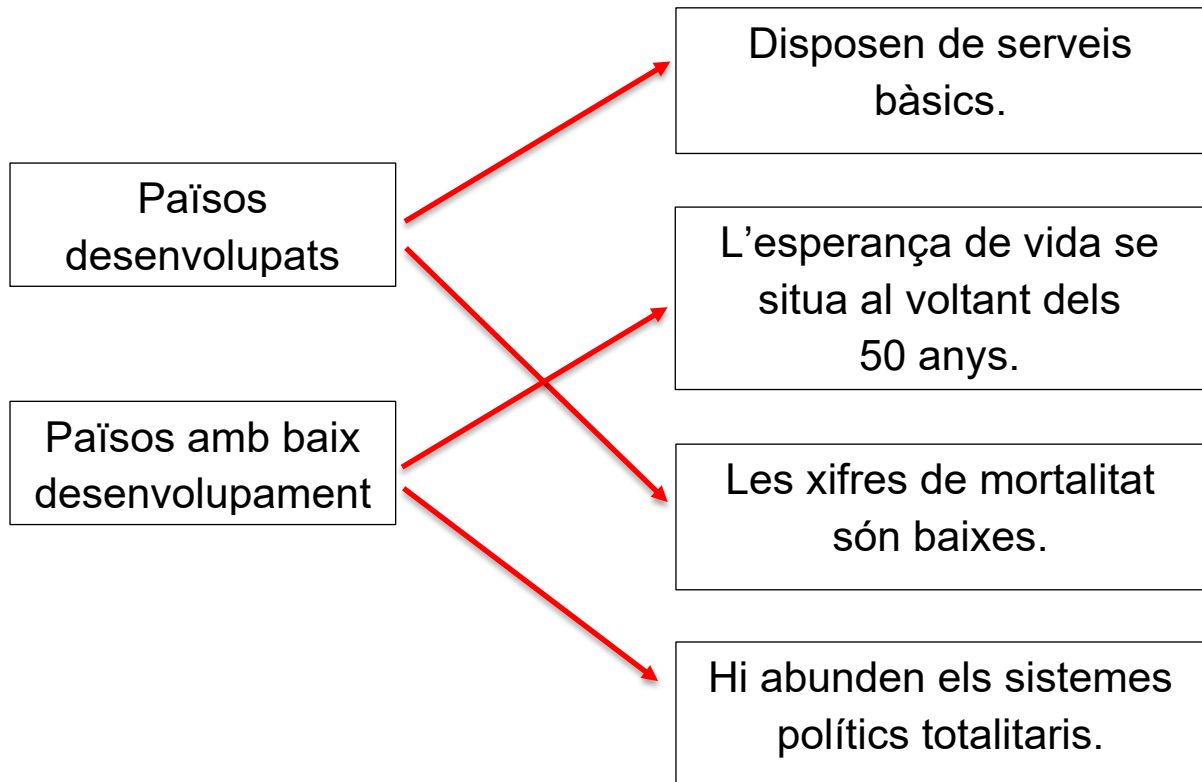 Països
desenvolupats
Països amb baix
desenvolupament
Disposen de serveis
bàsics.
L’esperança de vida se
situa al voltant dels
50 anys.
Les xifres de mortalitat
són baixes.
Hi abunden els sistemes
polítics totalitaris.